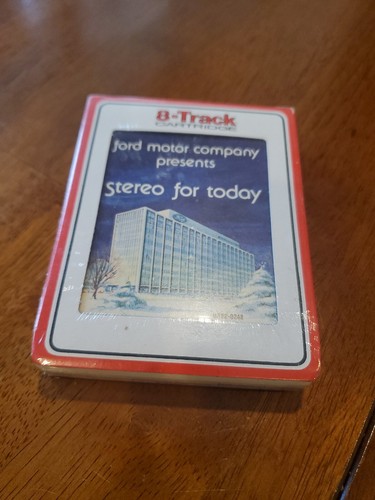 8-Track
CARTRIDGE
ford motor company
presents
Stereo for today